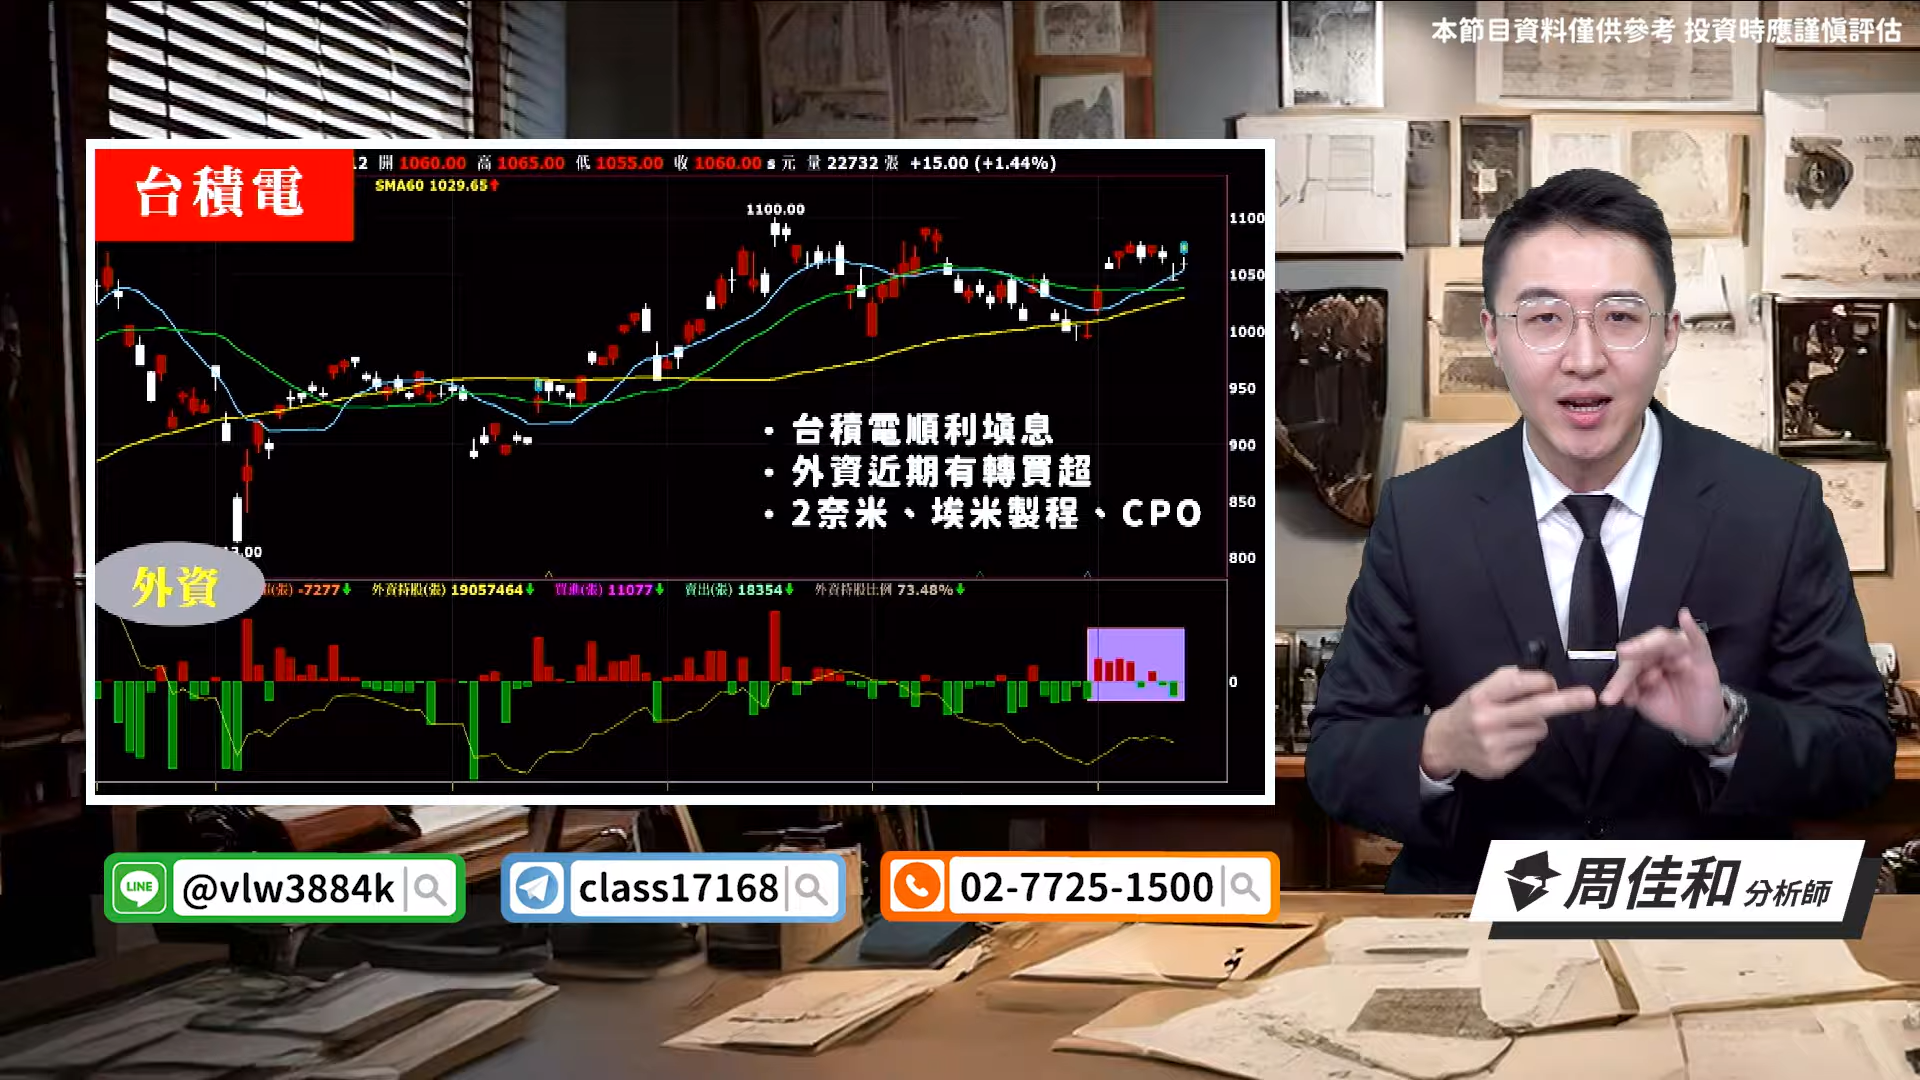 本節目資料僅供參考 投資時應謹慎評估
台積電
12 開 1060.00 高 1065.00 低 1055.00 收 1060.00 s 元 量 22732 張 +15.00 (+1.44%)
SMA60 1029.65
1100.00
1100
1050
1000
950
900
850
800
台積電順利填息
外資近期有轉買超
2奈米、埃米製程、CPO
外資
(張) -7277 外資持股(張) 19057464 買進(張) 11077 賣出(張) 18354 外資持股比例 73.48%
0
LINE @vlw3884k
class17168
02-7725-1500
周佳和 分析師